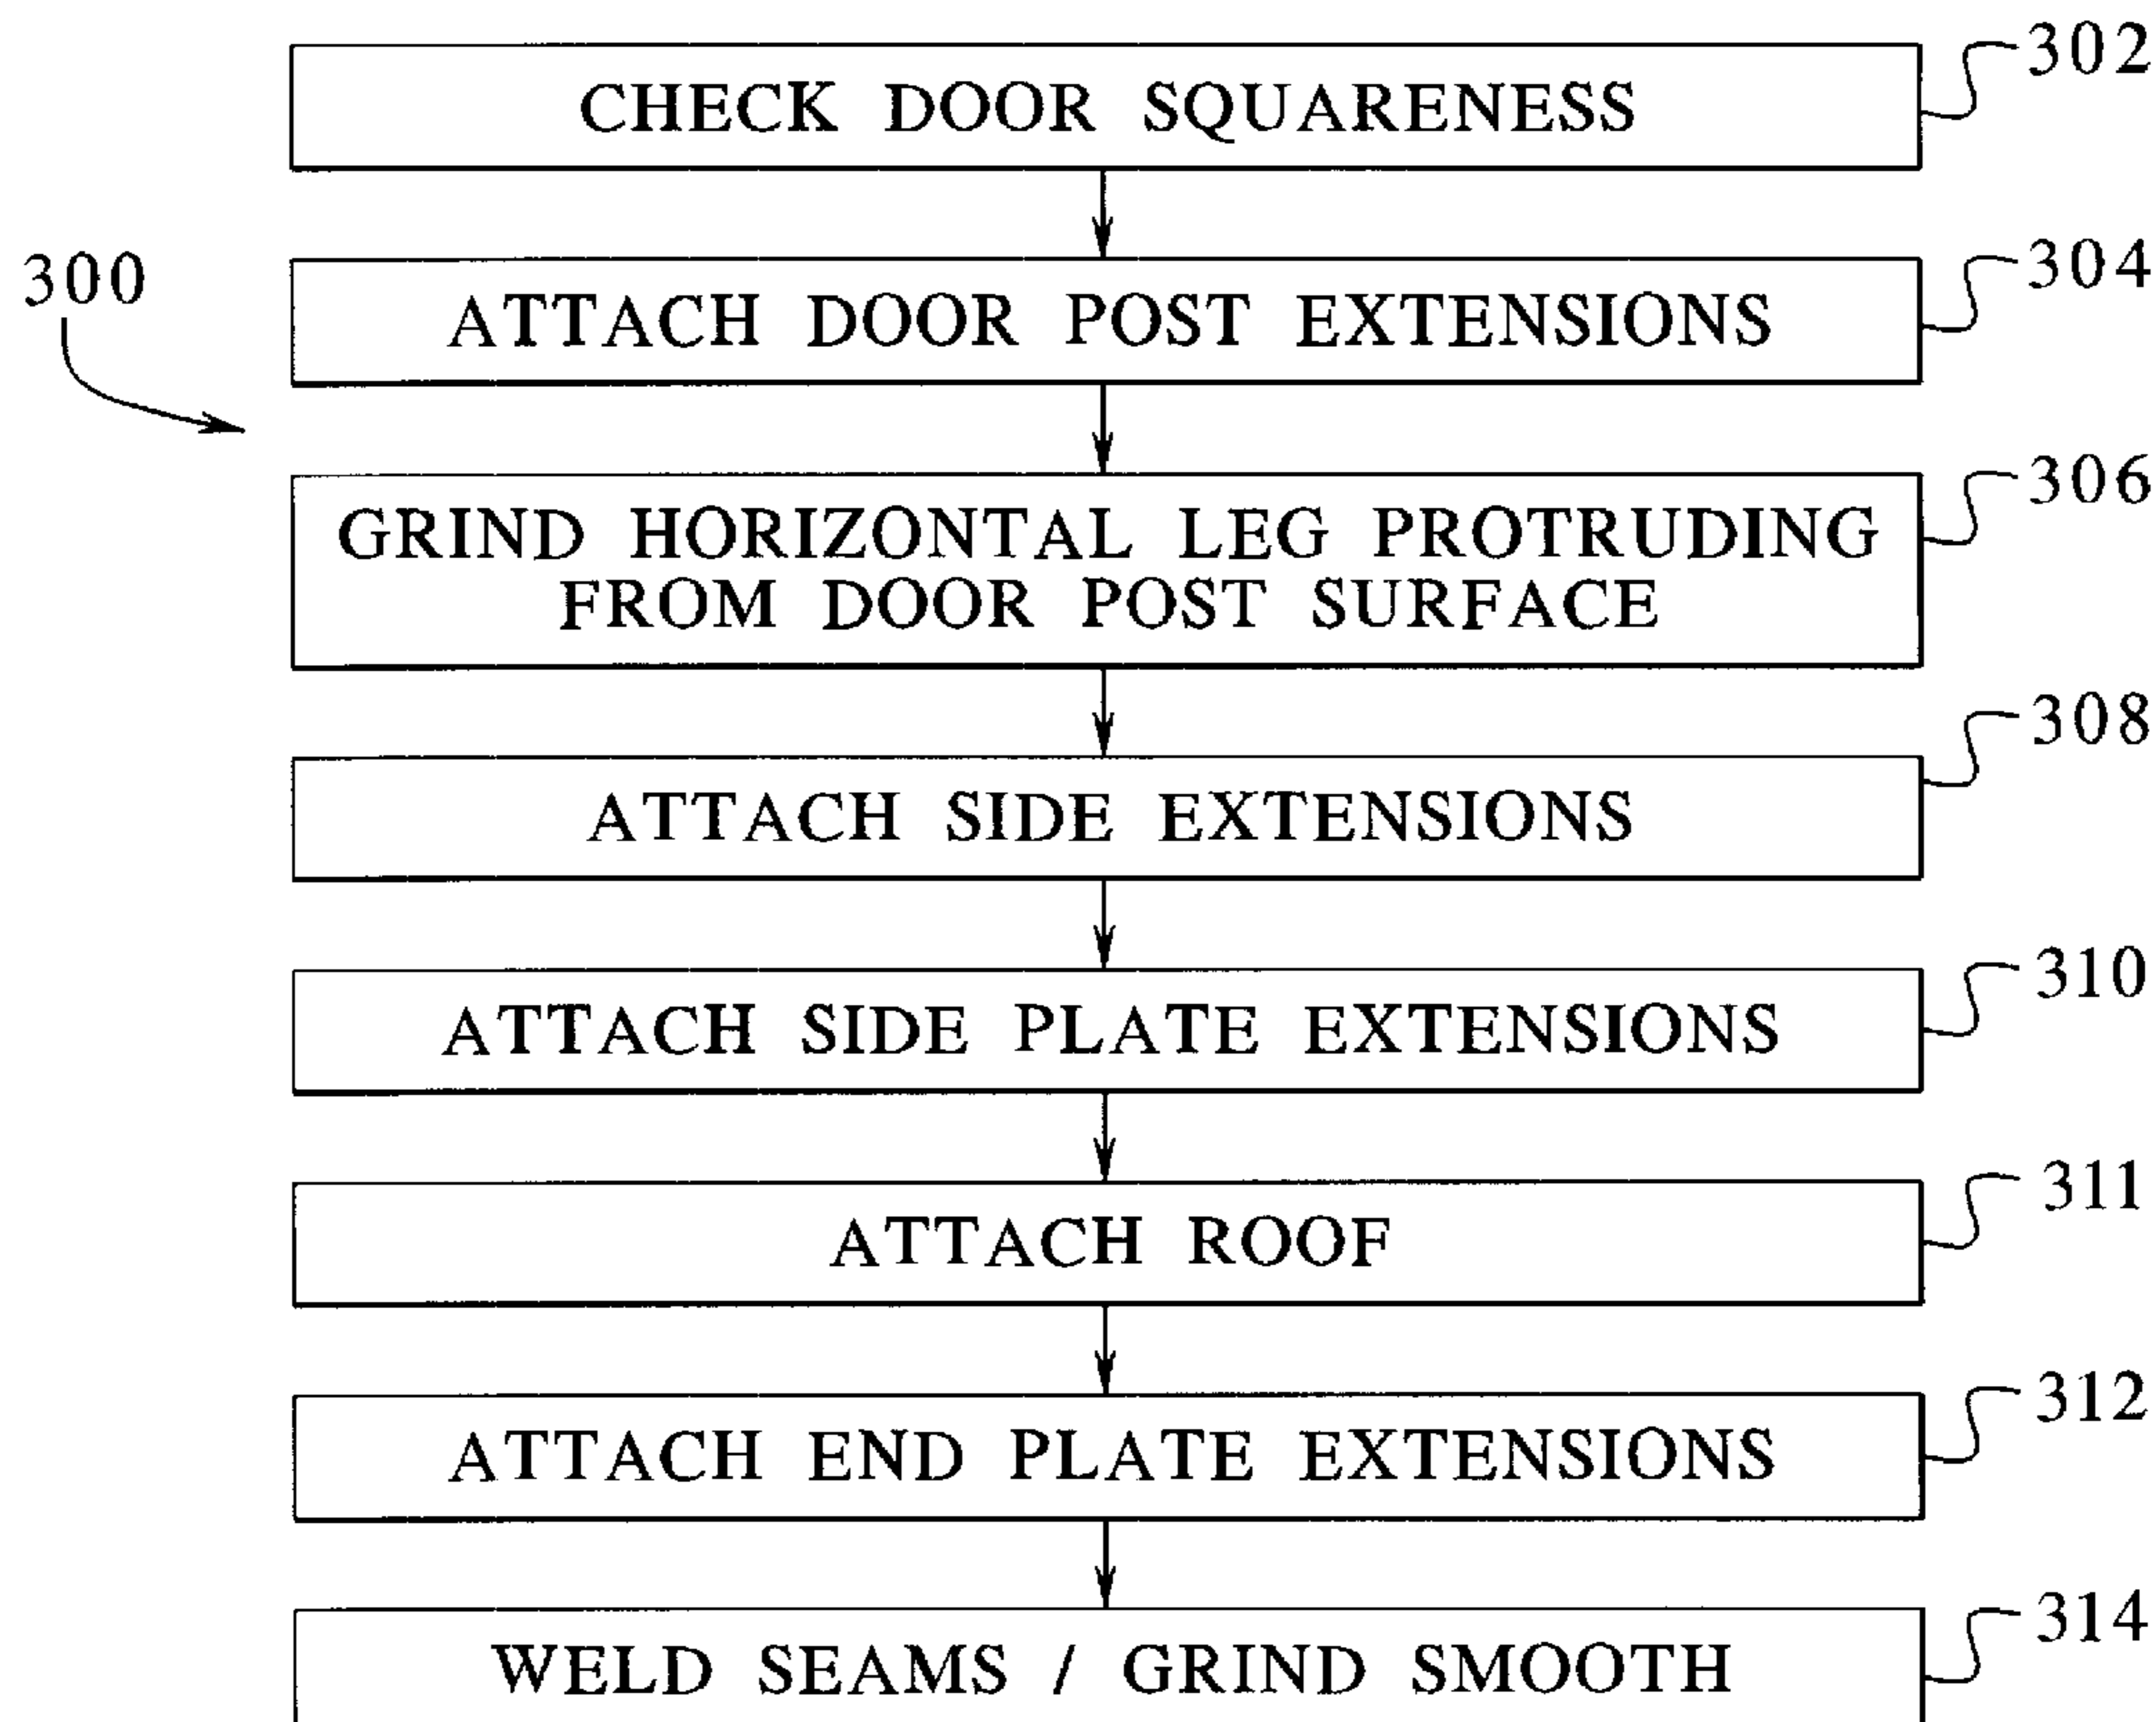 CHECK DOOR SQUARENESS
302
300
ATTACH DOOR POST EXTENSIONS
304
GRIND HORIZONTAL LEG PROTRUDING
FROM DOOR POST SURFACE
306
ATTACH SIDE EXTENSIONS
308
ATTACH SIDE PLATE EXTENSIONS
310
ATTACH ROOF
311
ATTACH END PLATE EXTENSIONS
312
WELD SEAMS / GRIND SMOOTH
314